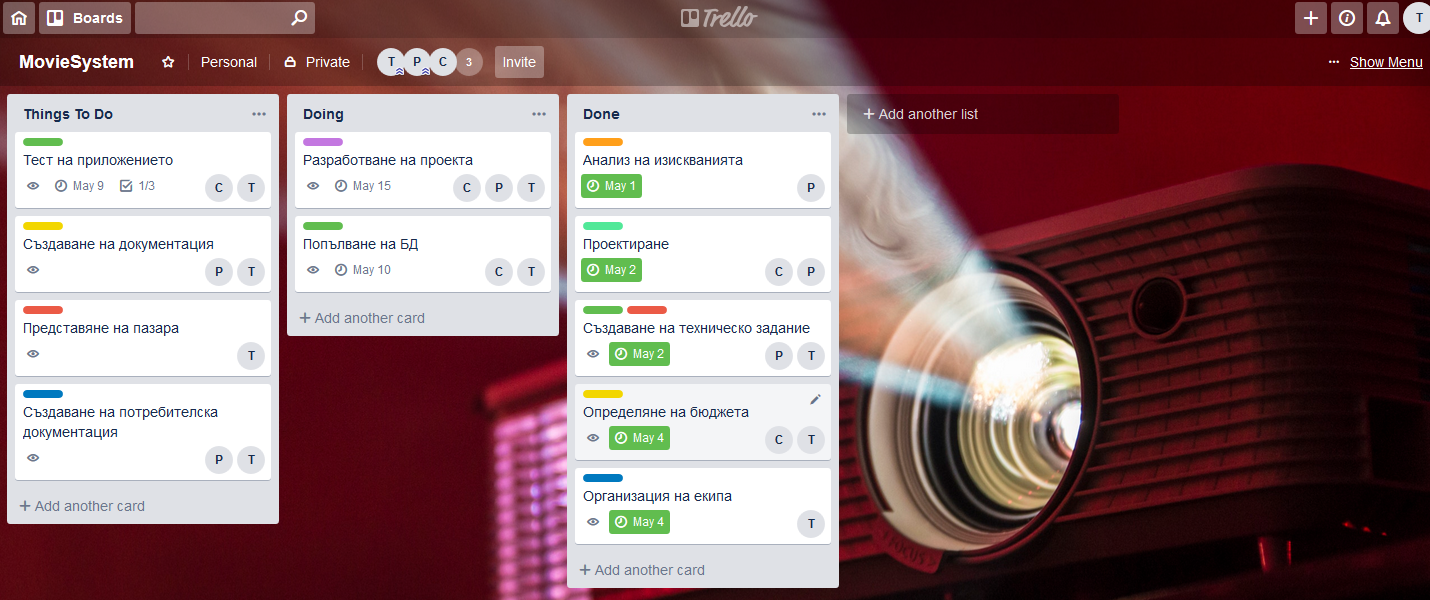 Boards
Trello
T
MovieSystem
Personal
Private
T P C 3
Invite
... Show Menu
Things To Do
Тест на приложението
May 9
1/3
C T
Създаване на документация
P T
Представяне на пазара
T
Създаване на потребителска
документация
P T
+ Add another card
Doing
Разработване на проекта
May 15
C P T
Попълване на БД
May 10
C T
+ Add another card
Done
Анализ на изискванията
May 1
P
Проектиране
May 2
C P
Създаване на техническо задание
May 2
P T
Определяне на бюджета
May 4
C T
Организация на екипа
May 4
T
+ Add another card
+ Add another list
FOCUS